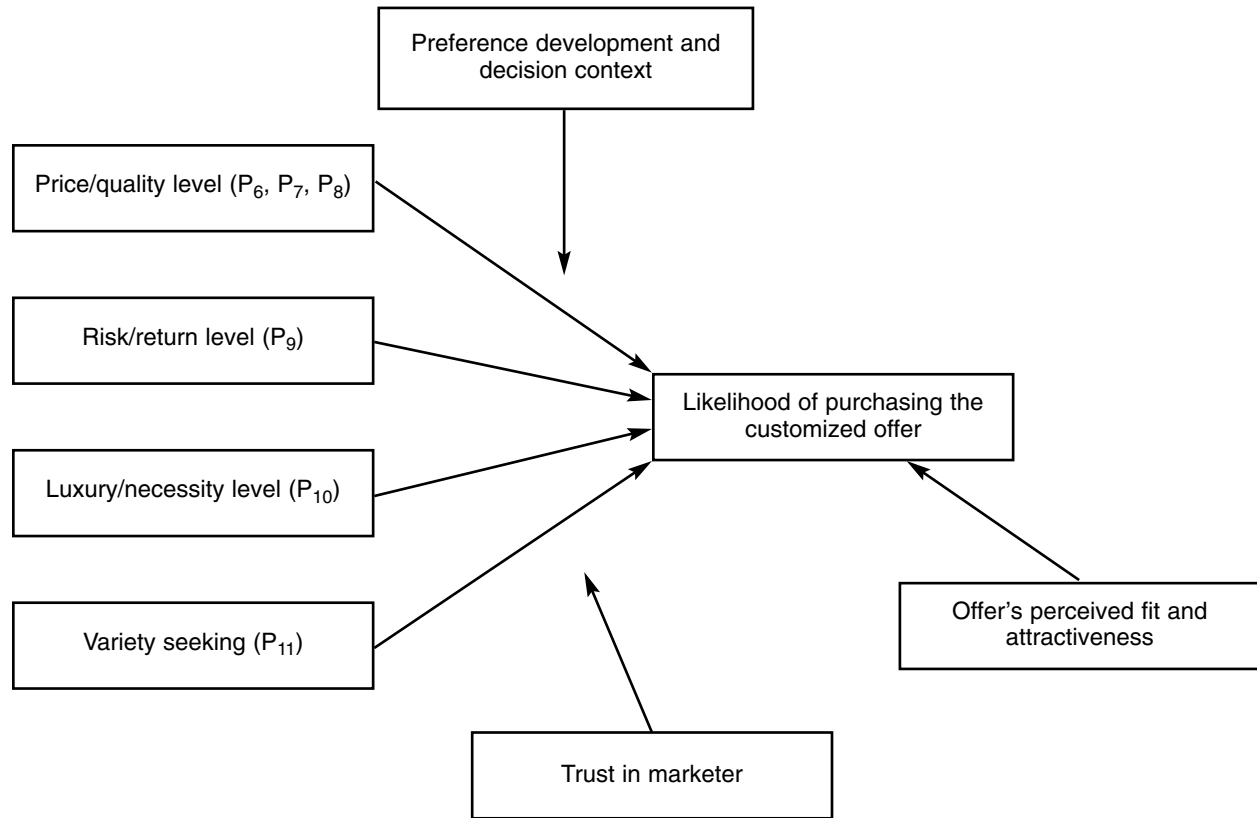 Preference development and
decision context
Price/quality level (P₆, P₇, P₈)
Risk/return level (P₉)
Likelihood of purchasing the
customized offer
Luxury/necessity level (P₁₀)
Offer's perceived fit and
attractiveness
Variety seeking (P₁₁)
Trust in marketer